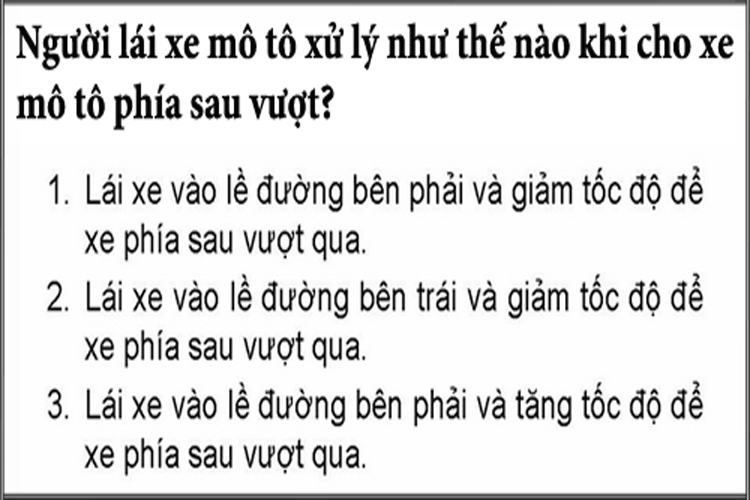 Người lái xe mô tô xử lý như thế nào khi cho xe
mô tô phía sau vượt?
1. Lái xe vào lề đường bên phải và giảm tốc độ để
xe phía sau vượt qua.
2. Lái xe vào lề đường bên trái và giảm tốc độ để
xe phía sau vượt qua.
3. Lái xe vào lề đường bên phải và tăng tốc độ để
xe phía sau vượt qua.